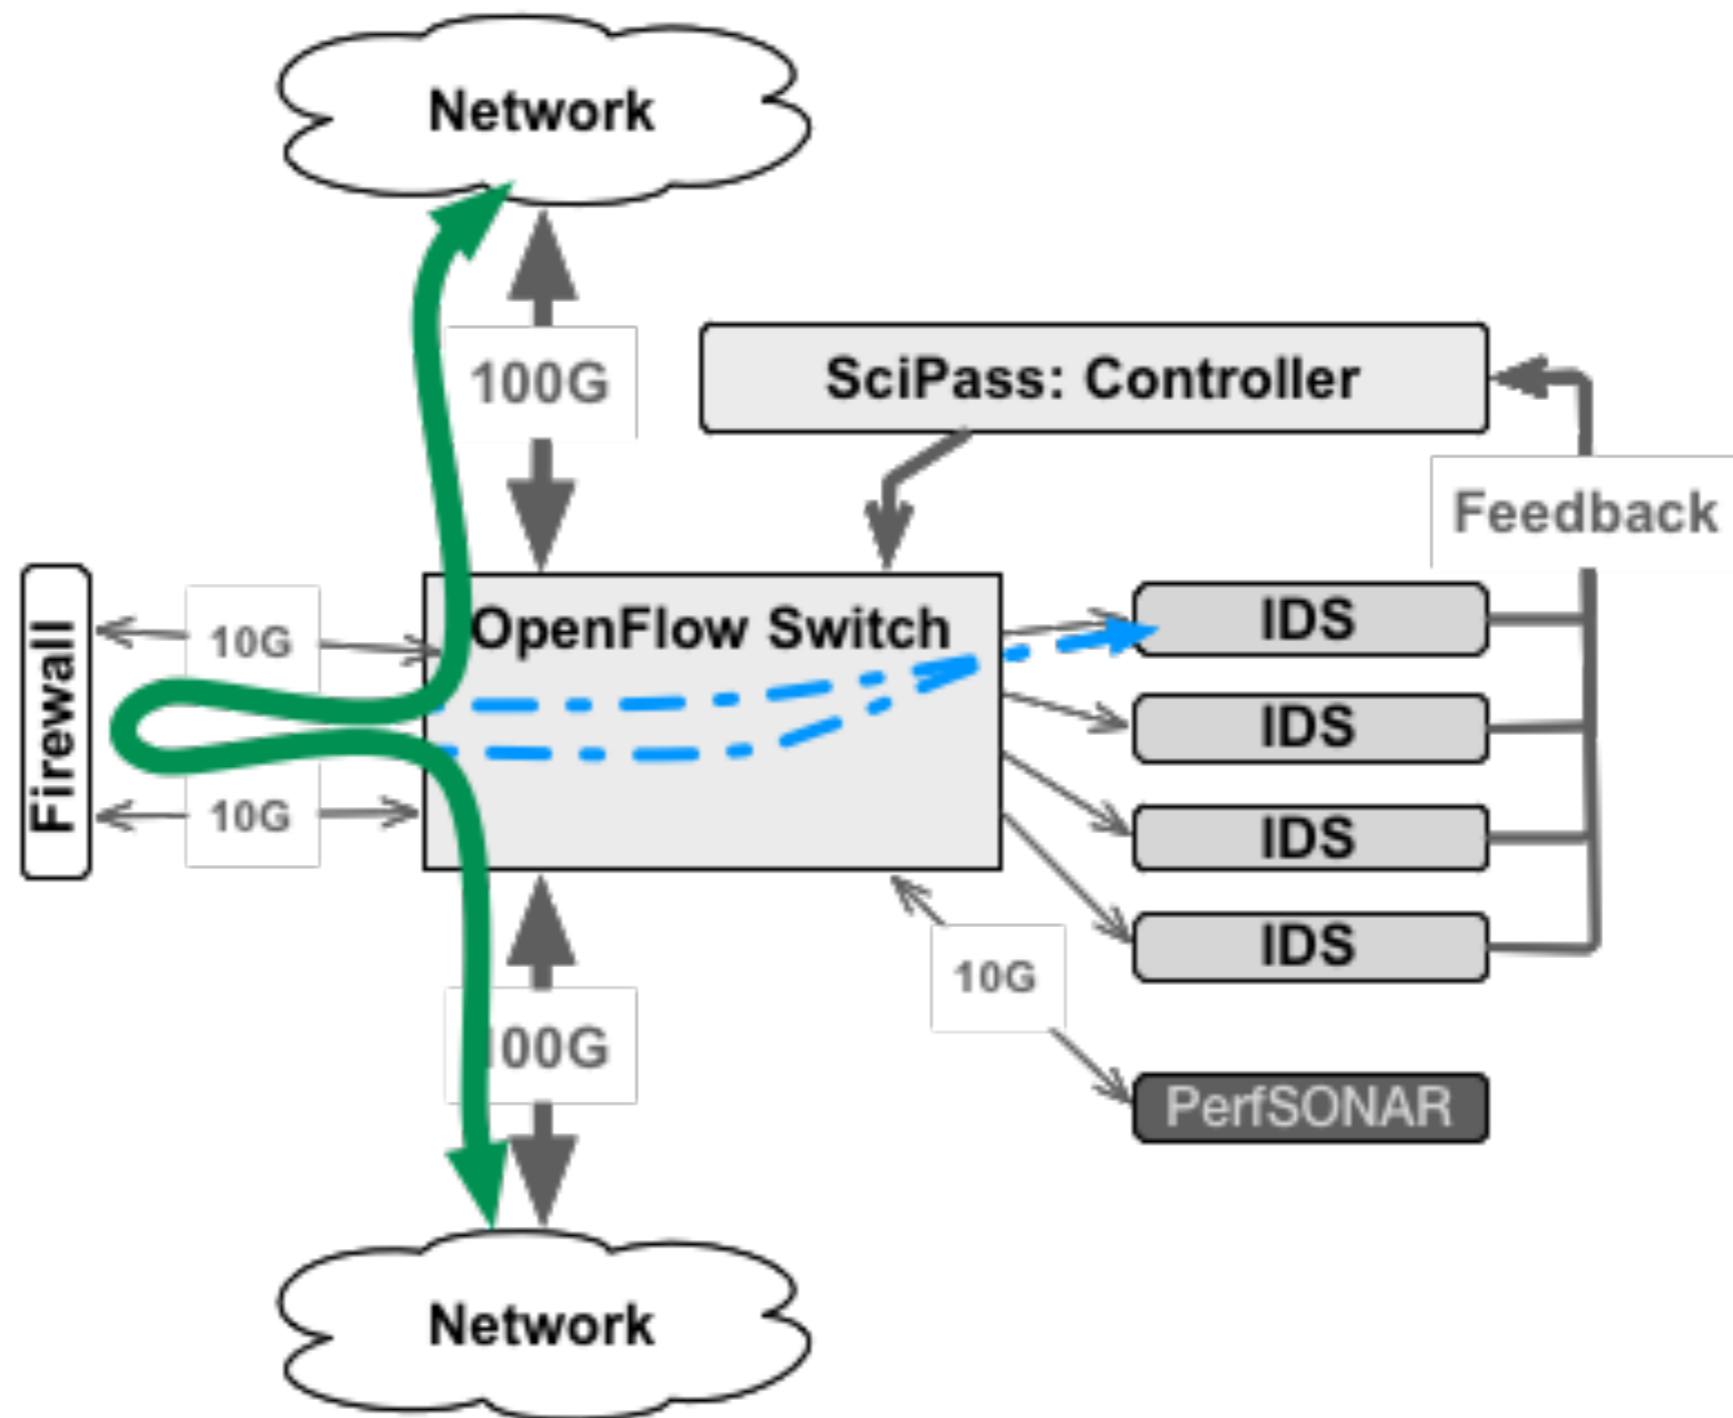 Network
100G
SciPass: Controller
Feedback
Firewall
10G
OpenFlow Switch
IDS
IDS
10G
IDS
IDS
10G
00G
PerfSONAR
Network